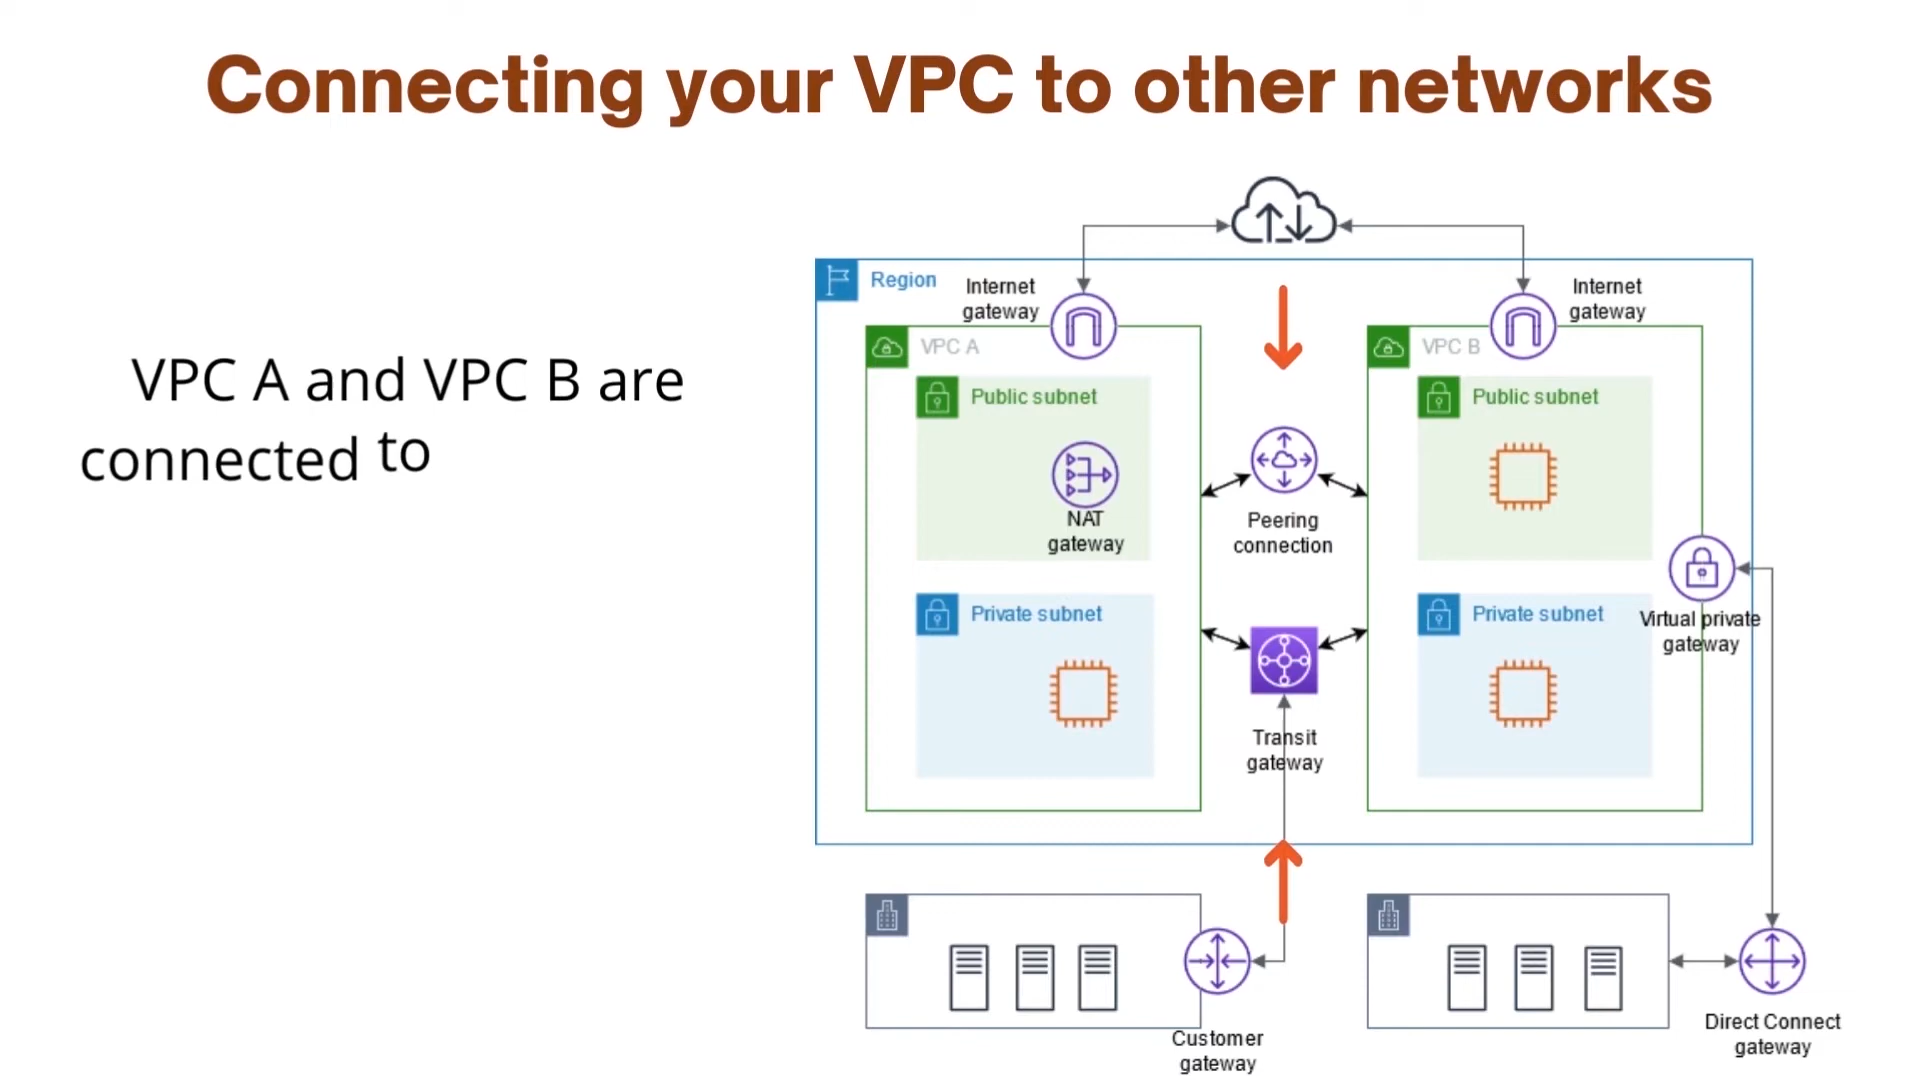 Connecting your VPC to other networks
VPC A and VPC B are
connected to
Region
Internet
gateway
Internet
gateway
VPC A
VPC B
Public subnet
Public subnet
NAT
gateway
Peering
connection
Private subnet
Private subnet
Virtual private
gateway
Transit
gateway
Customer
gateway
Direct Connect
gateway